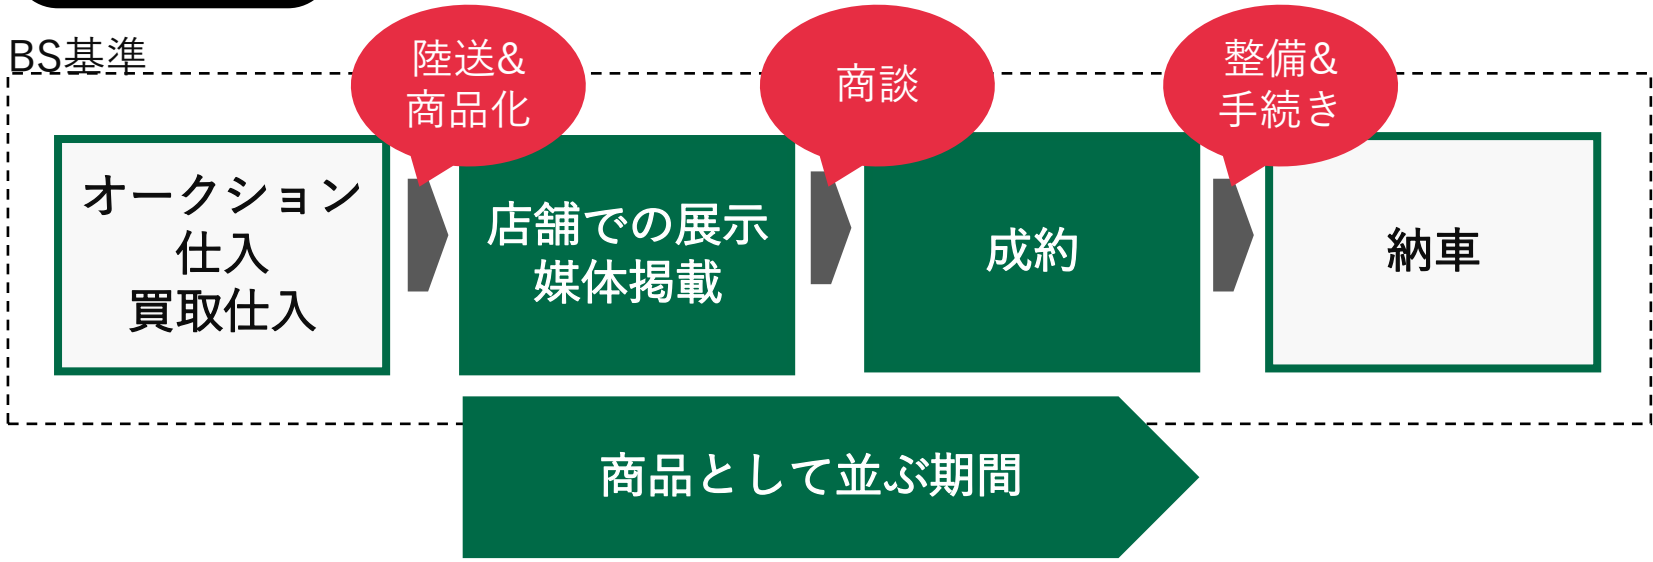 BS基準
陸送&
商品化
商談
整備&
手続き
オークション
仕入
買取仕入
店舗での展示
媒体掲載
成約
納車
商品として並ぶ期間